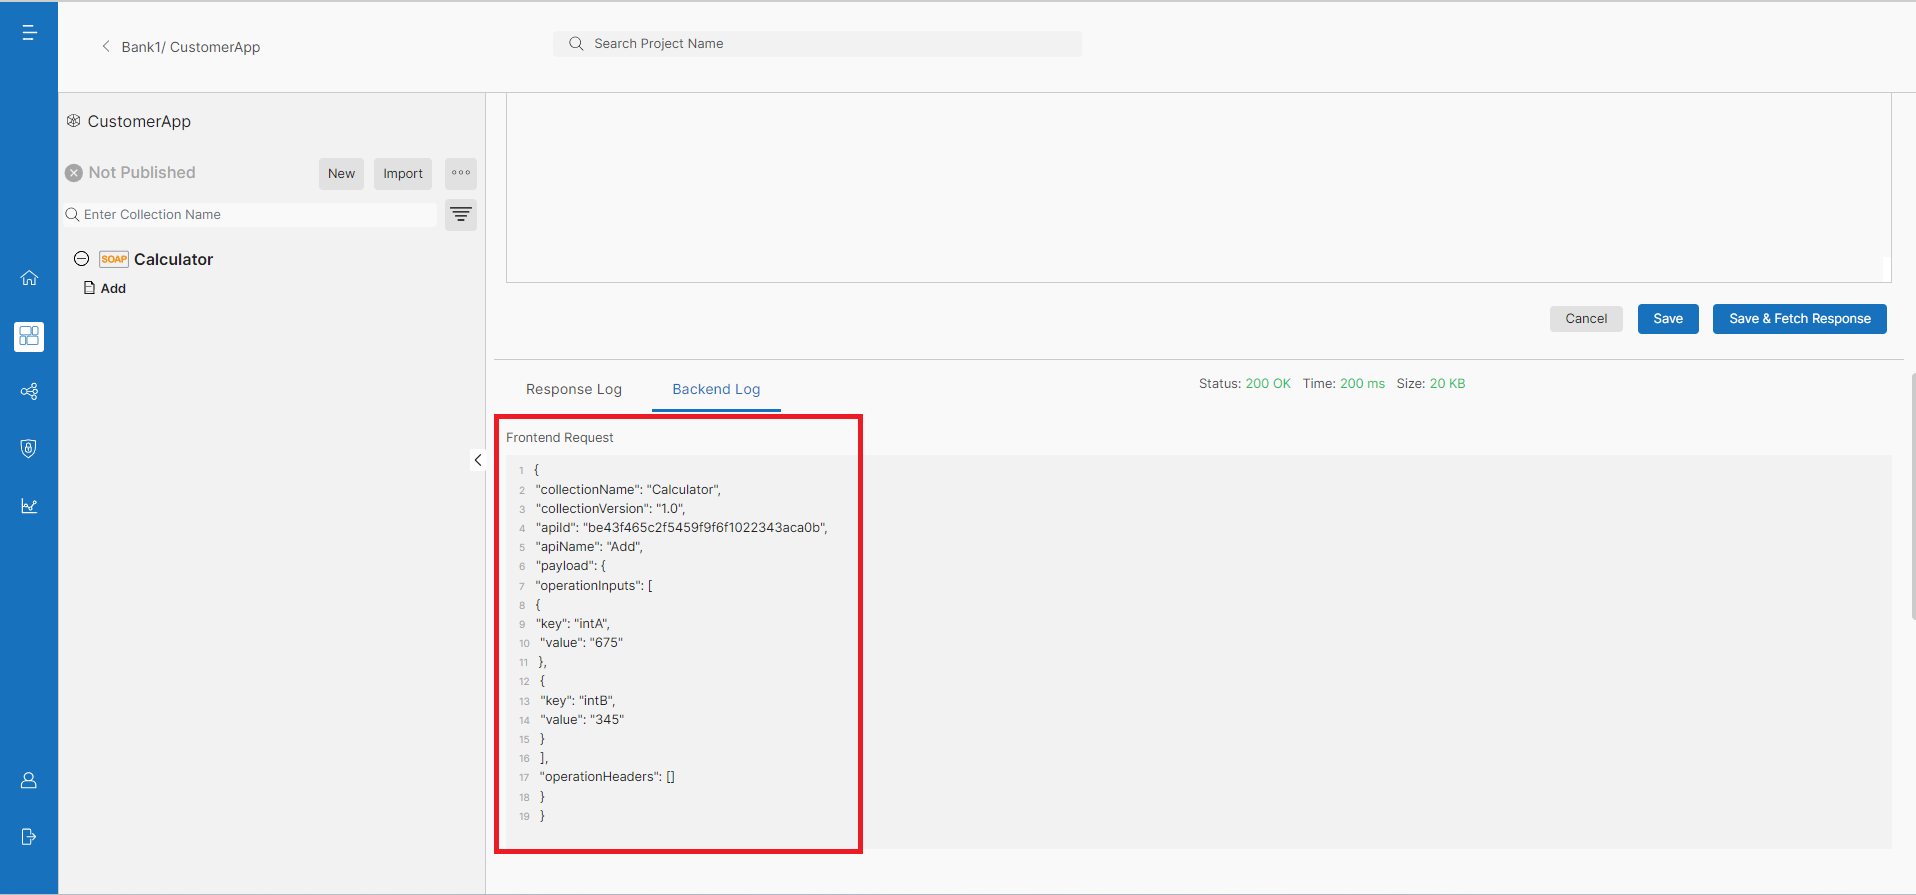 Bank1/ CustomerApp
Search Project Name
CustomerApp
Not Published
New
Import
Enter Collection Name
SOAP Calculator
Add
Cancel
Save
Save & Fetch Response
Response Log
Backend Log
Status: 200 OK Time: 200 ms Size: 20 KB
Frontend Request
1 {
2 "collectionName": "Calculator",
3 "collectionVersion": "1.0",
4 "apiId": "be43f465c2f5459f9f6f1022343aca0b",
5 "apiName": "Add",
6 "payload": {
7 "operationInputs": [
8 {
9 "key": "intA",
10 "value": "675"
11 },
12 {
13 "key": "intB",
14 "value": "345"
15 }
16 ],
17 "operationHeaders": []
18 }
19 }